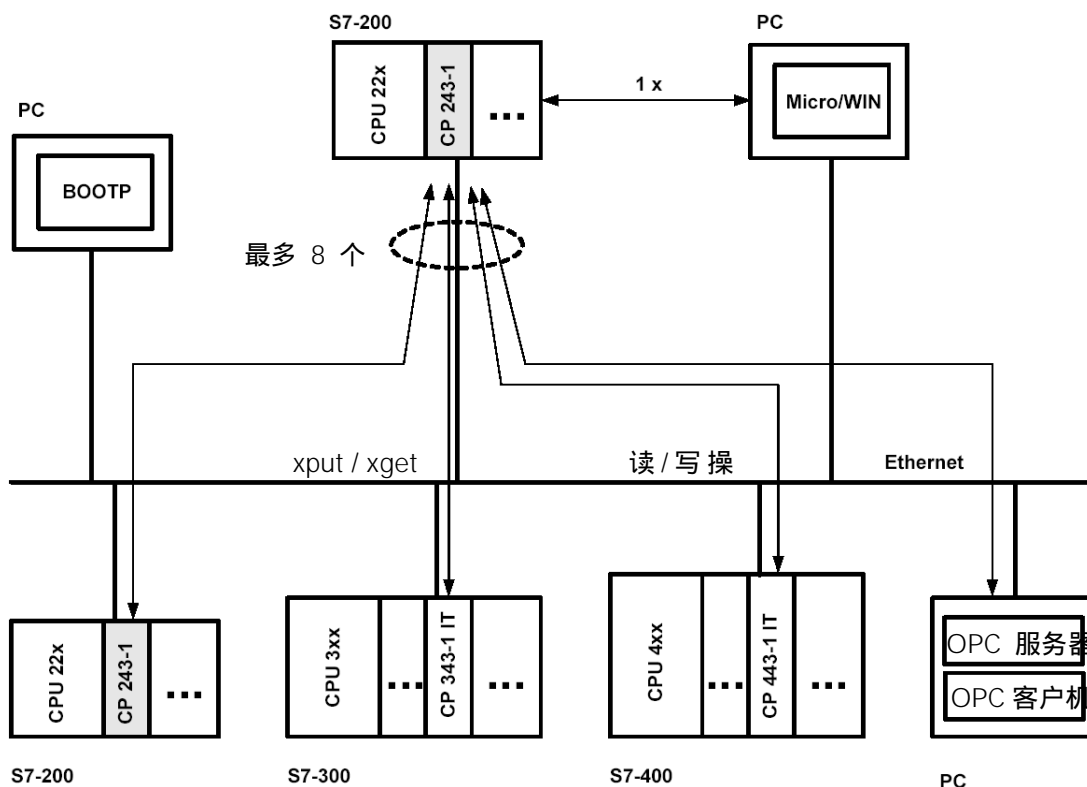 S7-200
PC
CPU 22x
CP 243-1
...
1 x
Micro/WIN
PC
BOOTP
最多 8 个
xput / xget
读 / 写 操
Ethernet
CPU 22x
CP 243-1
...
CPU 3xx
...
CP 343-1 IT
...
CPU 4xx
...
CP 443-1 IT
...
OPC 服务器
OPC 客户机
S7-200
S7-300
S7-400
PC